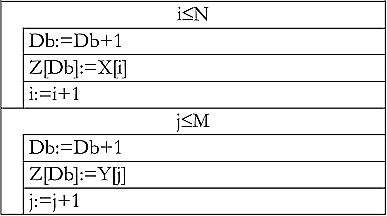 i≤N
Db:=Db+1
Z[Db]:=X[i]
i:=i+1
j≤M
Db:=Db+1
Z[Db]:=Y[j]
j:=j+1